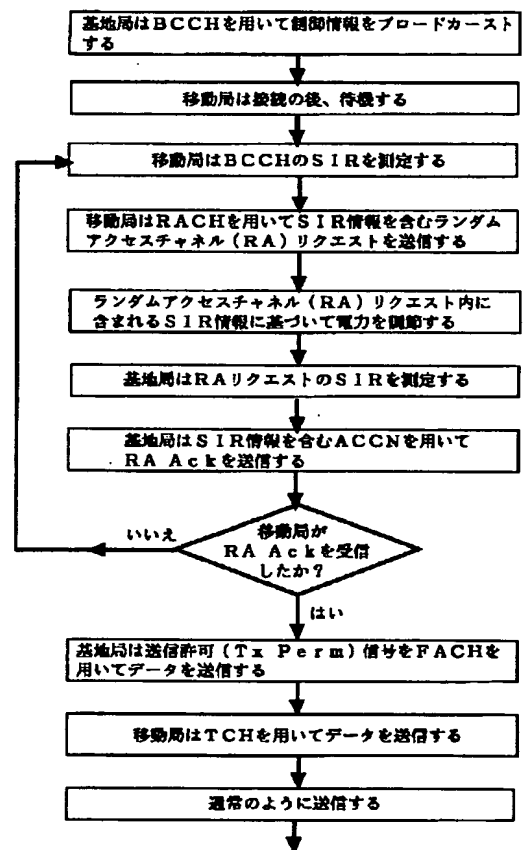 基地局はBCCHを用いて制御情報をブロードカースト
する
移動局は接続の後、待機する
移動局はBCCHのSIRを測定する
移動局はRACHを用いてSIR情報を含むランダム
アクセスチャネル(RA)リクエストを送信する
ランダムアクセスチャネル(RA)リクエスト内に
含まれるSIR情報に基づいて電力を調節する
基地局はRAリクエストのSIRを測定する
基地局はSIR情報を含むACCNを用いて
RA Ackを送信する
移動局が
RA Ackを受信
したか?
いいえ
はい
基地局は送信許可(Tx Perm)信号をFACHを
用いてデータを送信する
移動局はTCHを用いてデータを送信する
通常のように送信する